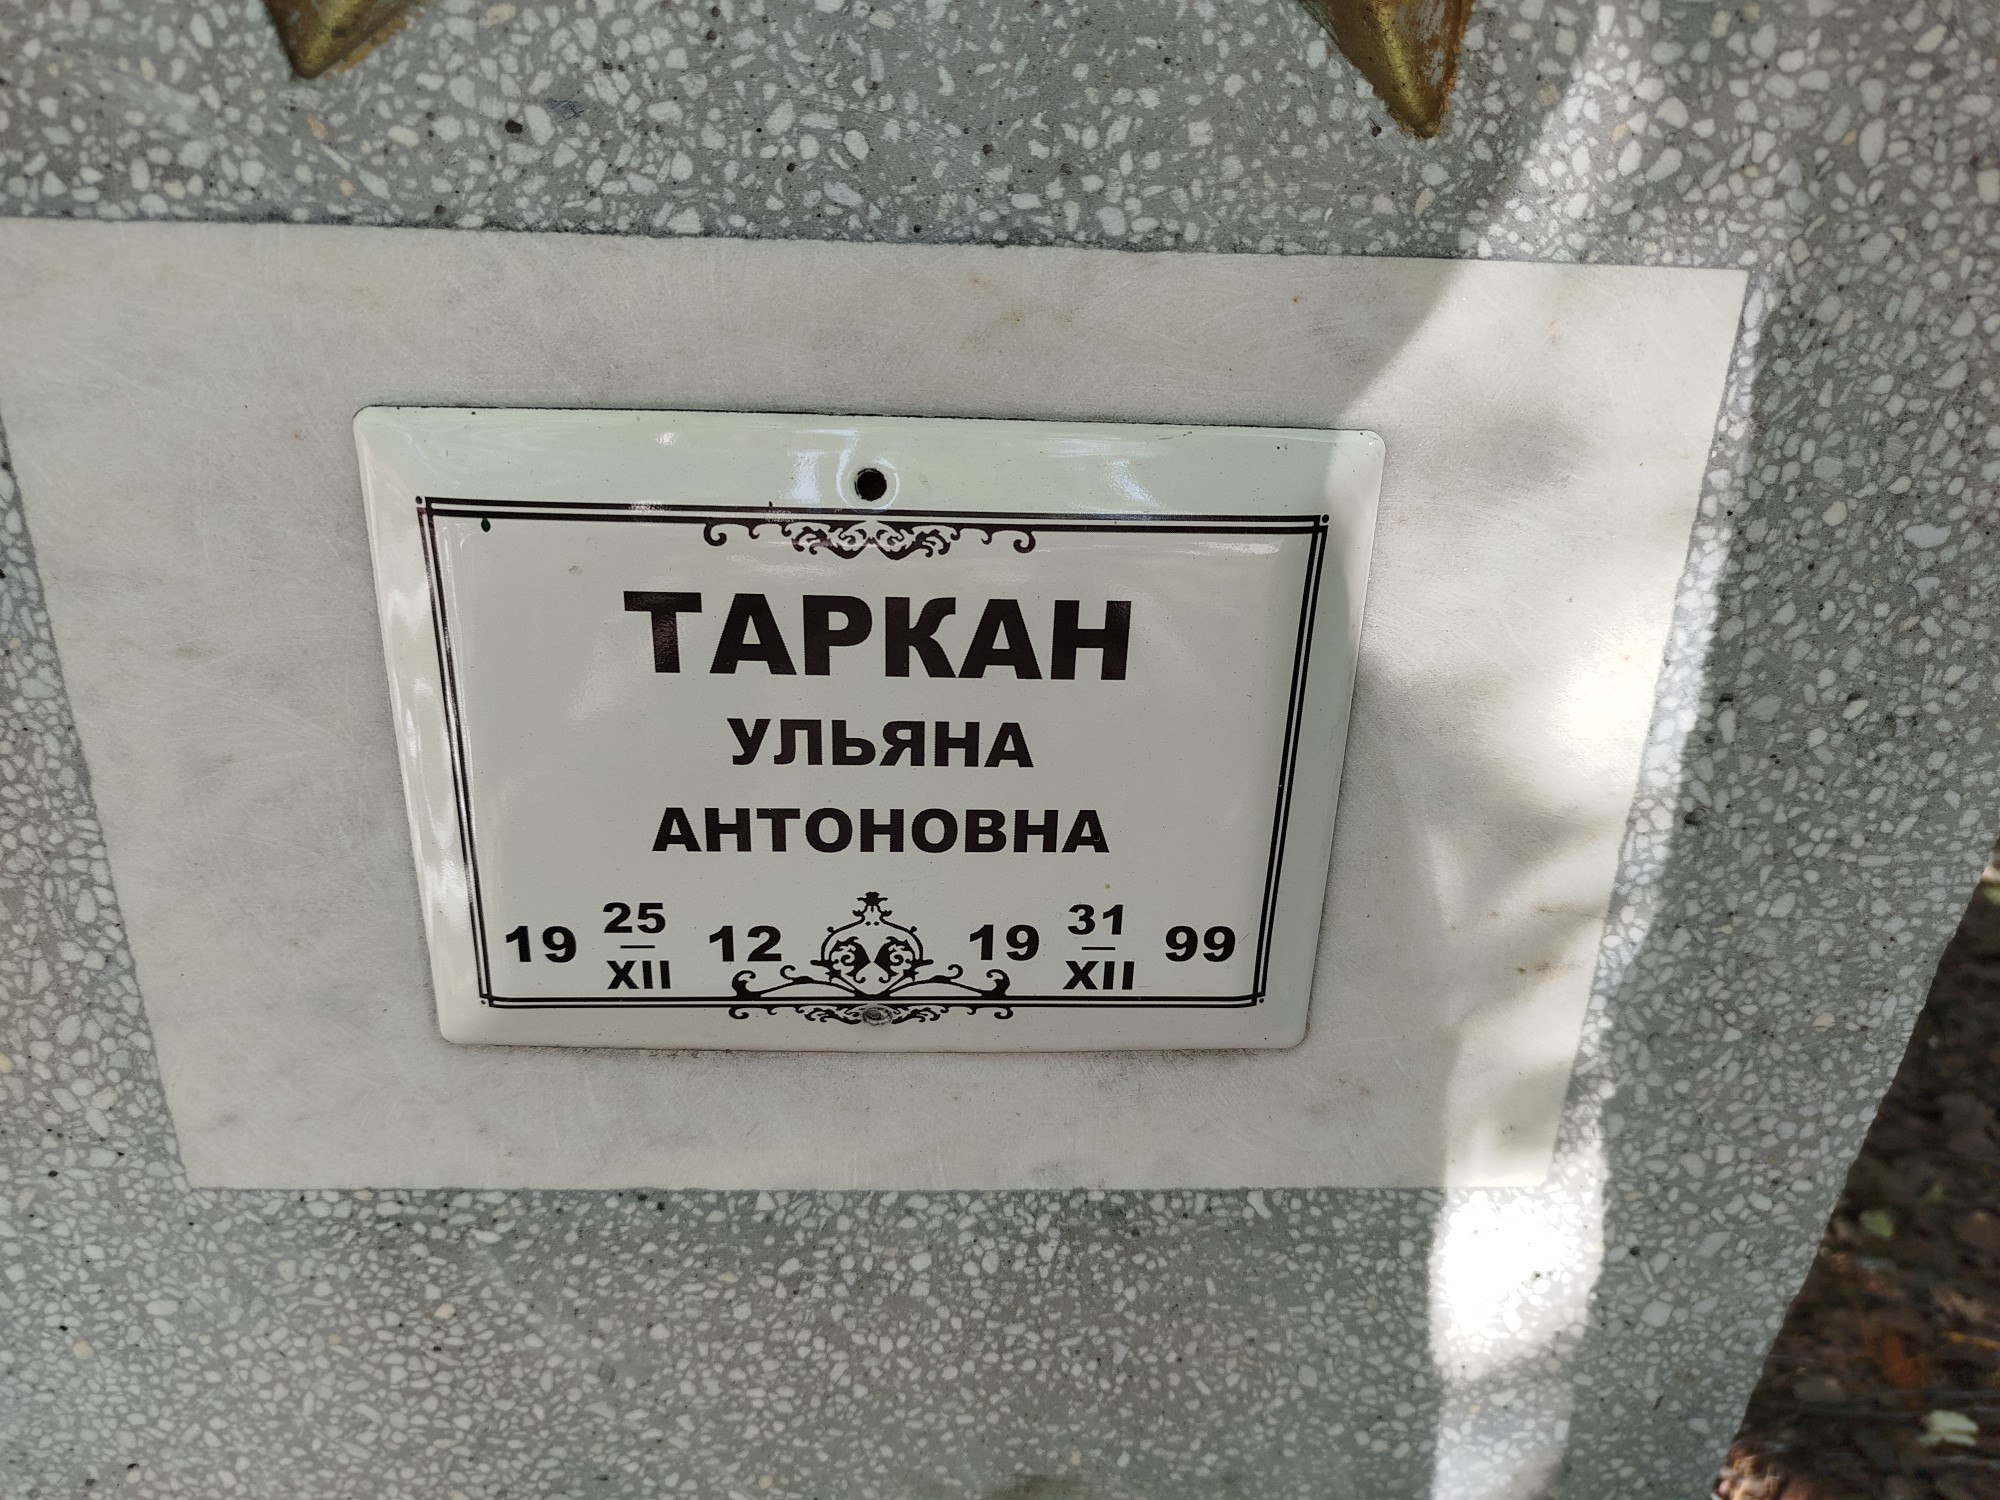 ТАРКАН
УЛЬЯНА
АНТОНОВНА
19 25/XII 12 19 31/XII 99